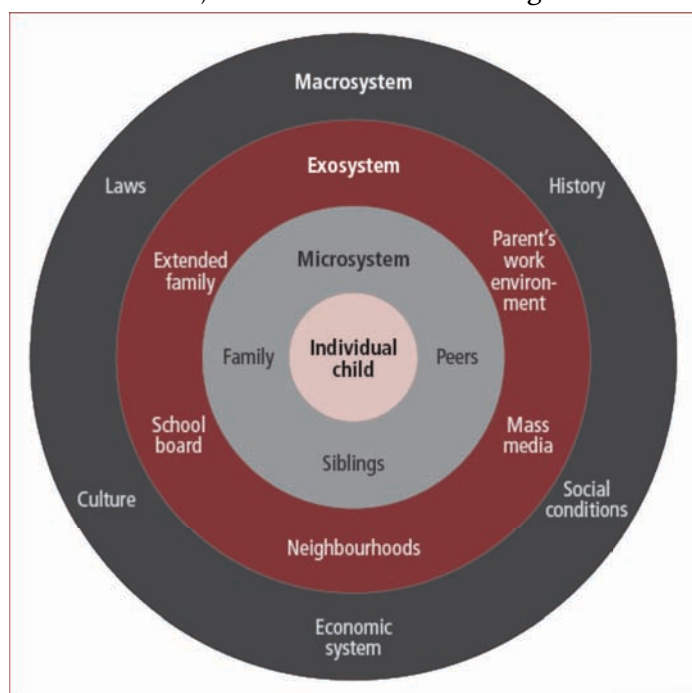 Macrosystem
Exosystem
Laws
History
Extended
family
Microsystem
Parent's
work
environ-
ment
Family
Individual
child
Peers
School
board
Mass
media
Siblings
Culture
Social
conditions
Neighbourhoods
Economic
system